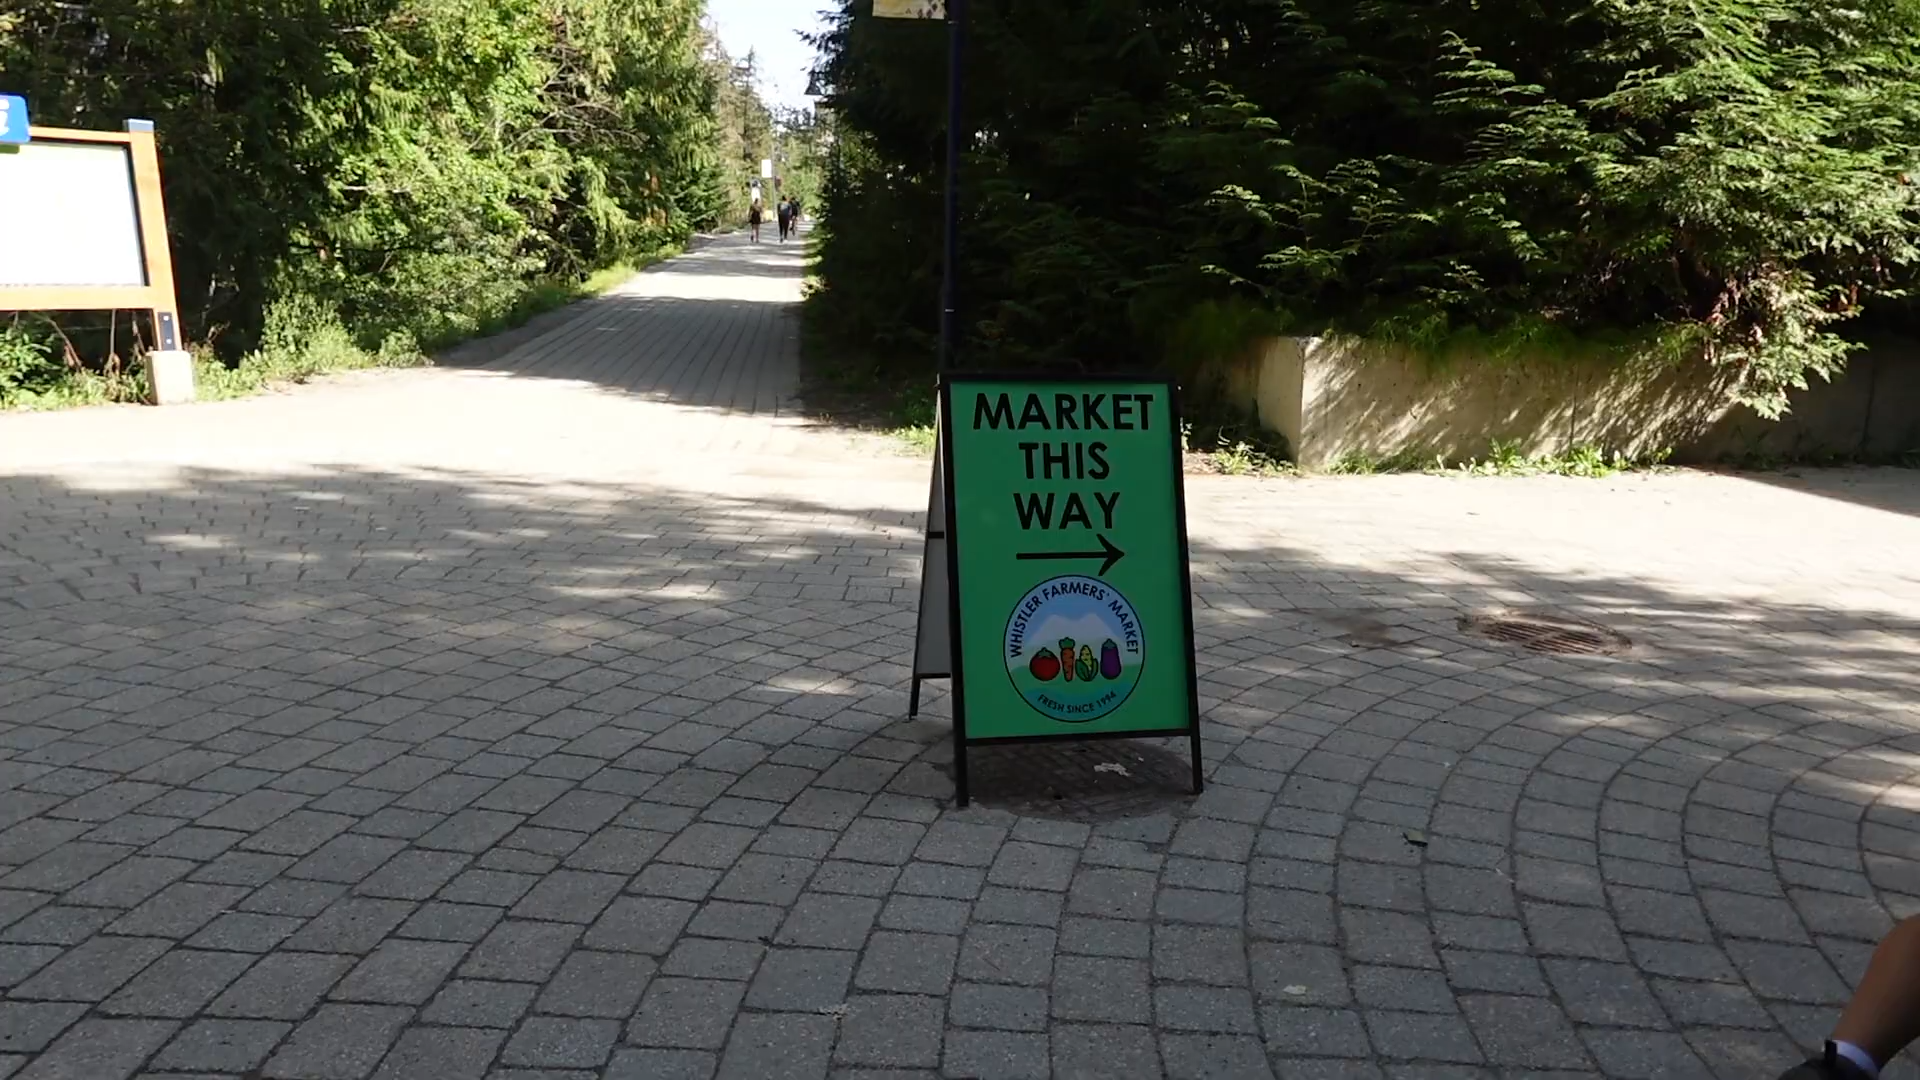 MARKET
THIS
WAY
WHISTLER FARMERS' MARKET
FRESH SINCE 1994
i